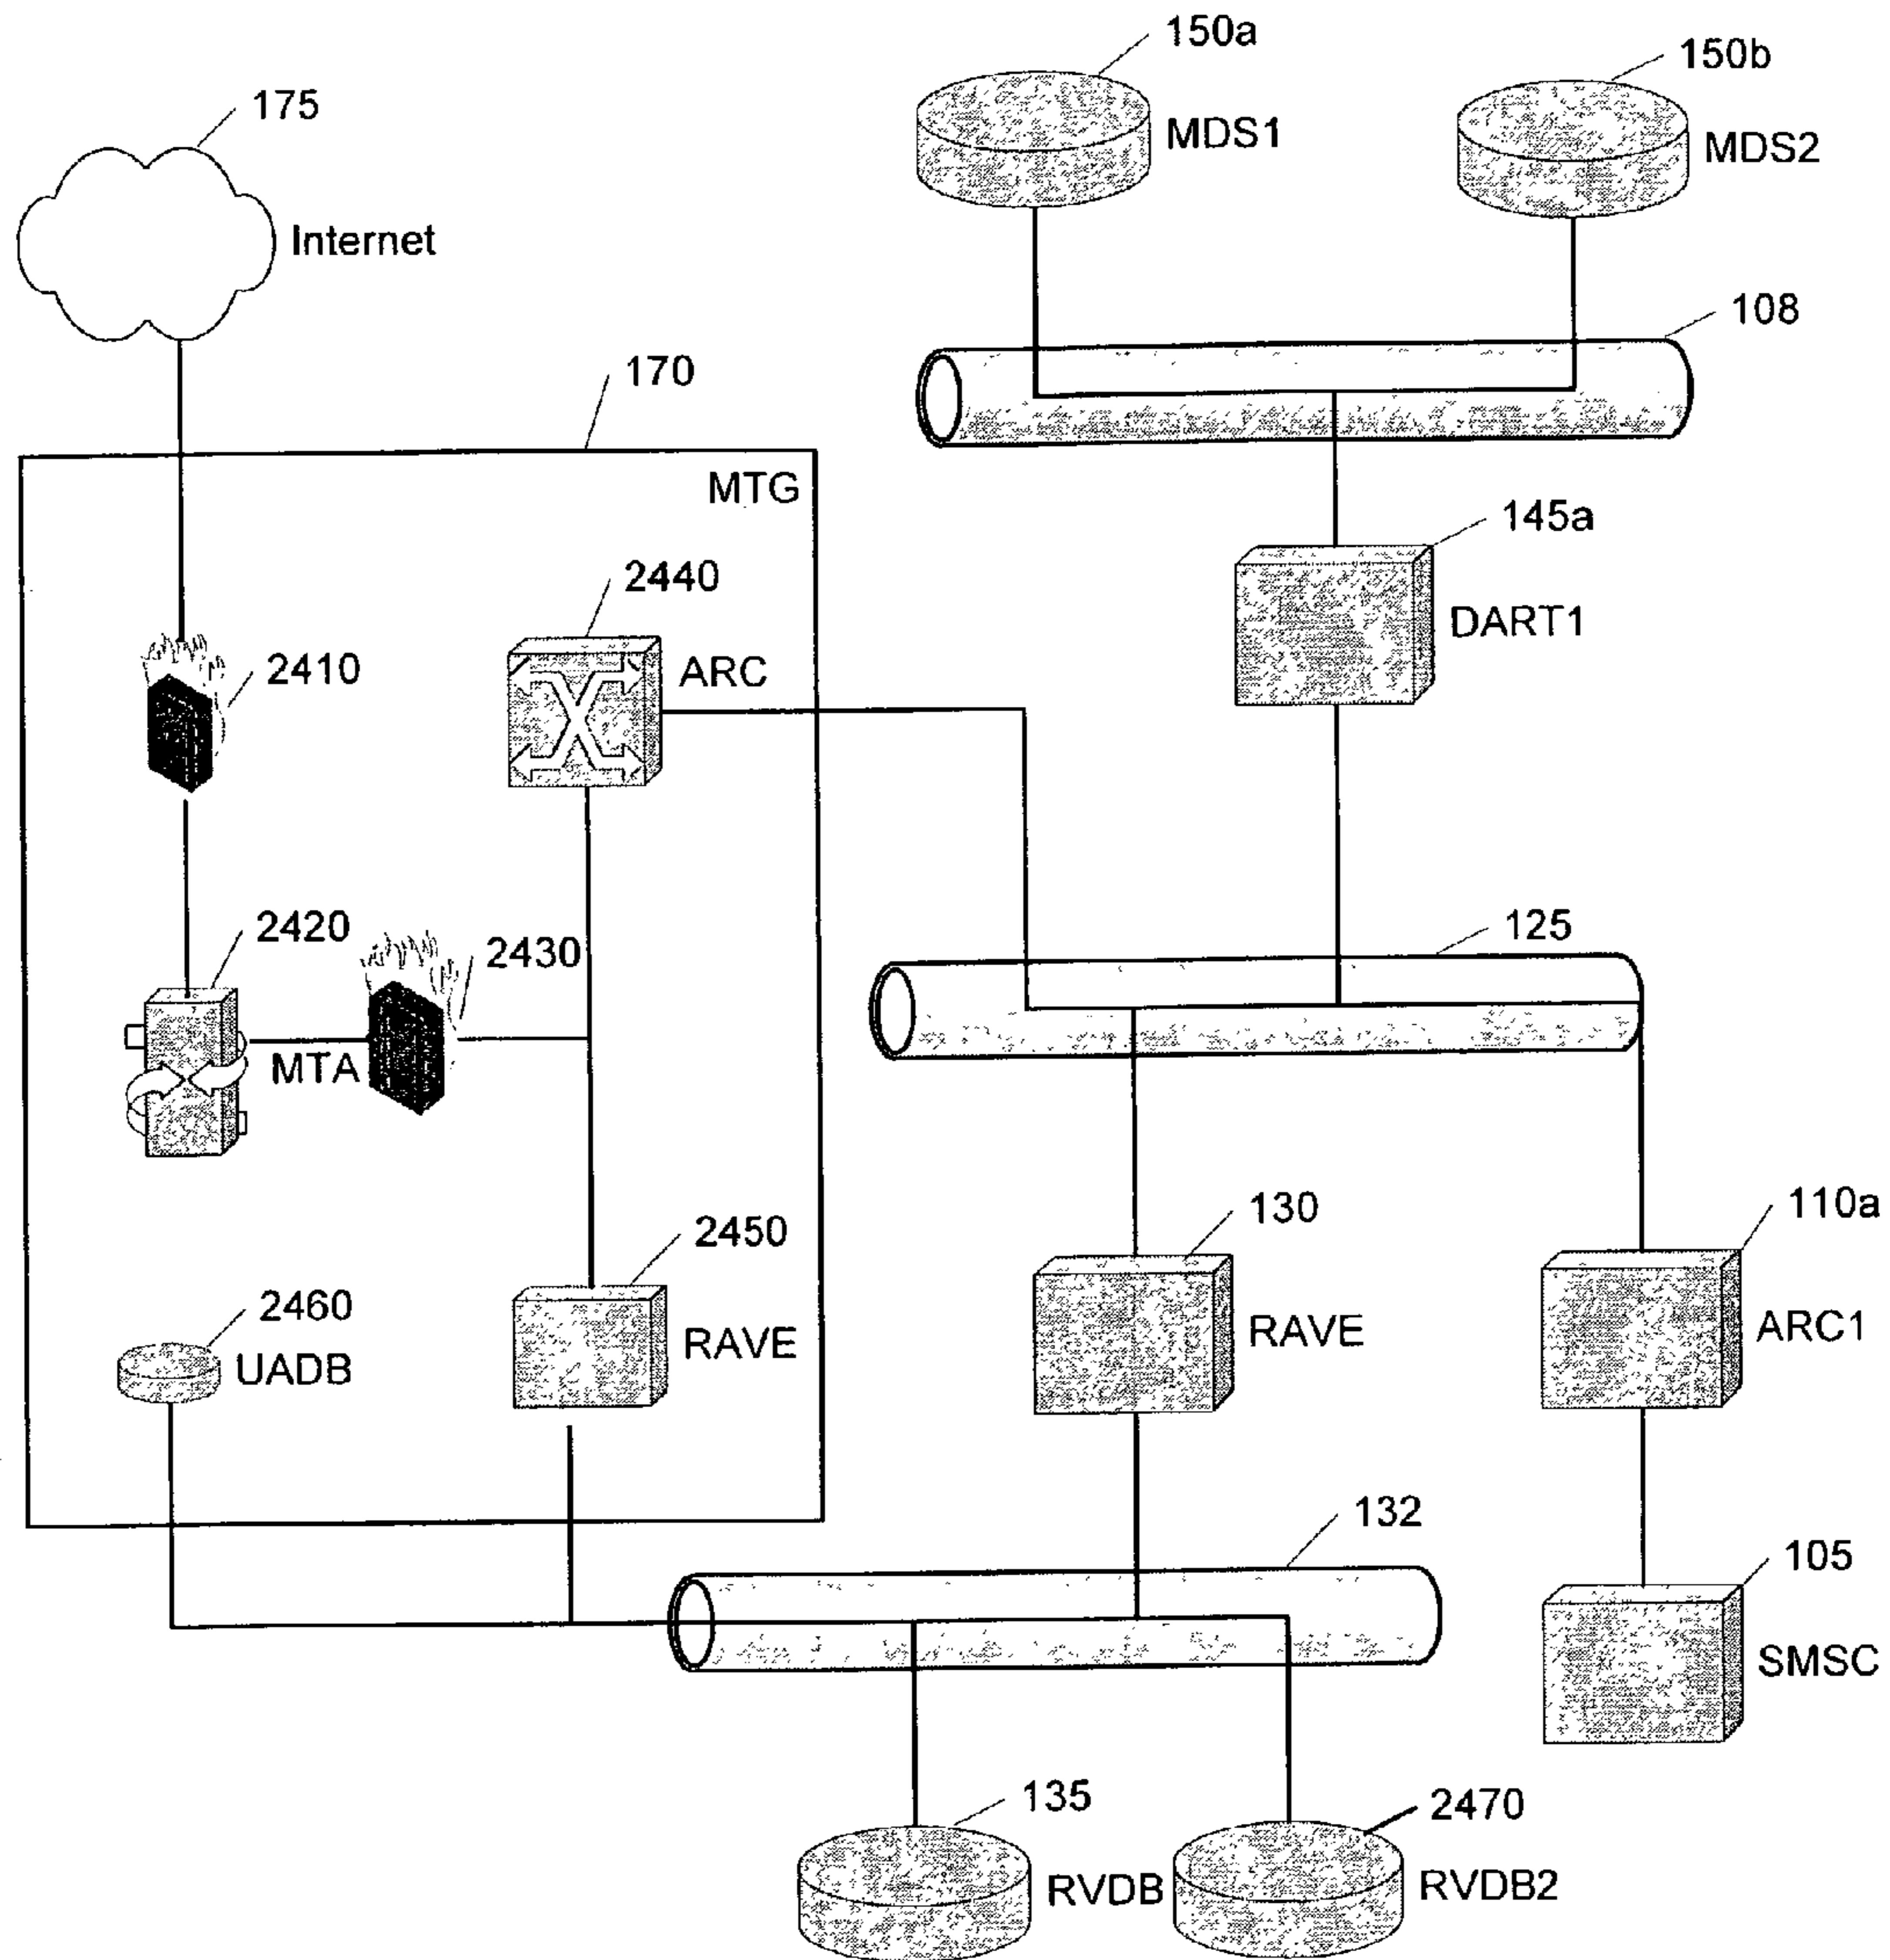 150a
150b
175
MDS1
MDS2
Internet
108
170
MTG
145a
2440
DART1
2410
ARC
2420
2430
125
MTA
130
110a
2450
2460
RAVE
RAVE
ARC1
UADB
132
105
SMSC
135
2470
RVDB
RVDB2